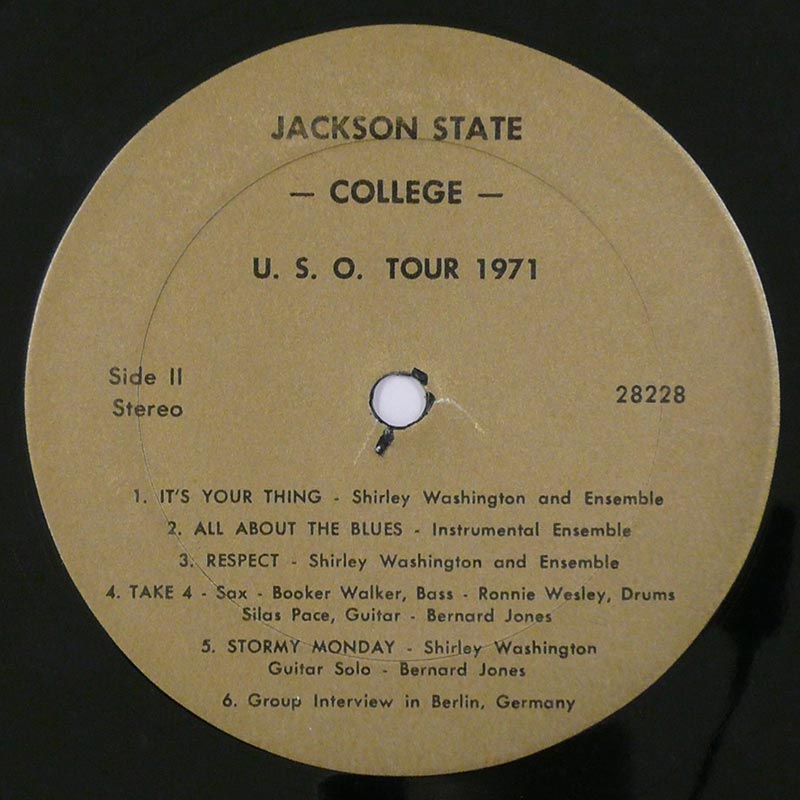 JACKSON STATE
— COLLEGE —
U. S. O. TOUR 1971
Side II
Stereo
28228
1. IT'S YOUR THING - Shirley Washington and Ensemble
2. ALL ABOUT THE BLUES - Instrumental Ensemble
3. RESPECT - Shirley Washington and Ensemble
4. TAKE 4 - Sax - Booker Walker, Bass - Ronnie Wesley, Drums
Silas Pace, Guitar - Bernard Jones
5. STORMY MONDAY - Shirley Washington
Guitar Solo - Bernard Jones
6. Group Interview in Berlin, Germany